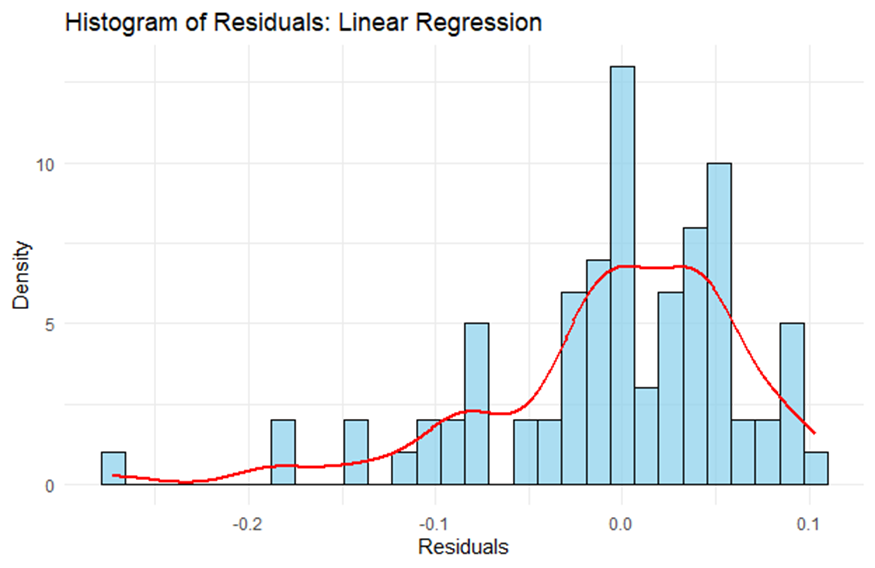 Histogram of Residuals: Linear Regression
10
5
0
Density
-0.2 -0.1 0.0 0.1
Residuals